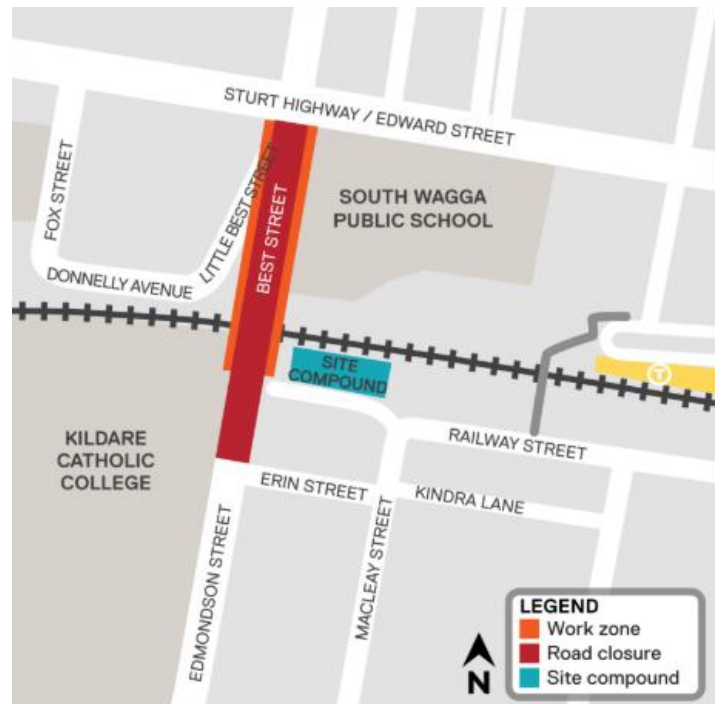 STURT HIGHWAY / EDWARD STREET
FOX STREET
LITTLE BEST STREET
BEST STREET
SOUTH WAGGA
PUBLIC SCHOOL
DONNELLY AVENUE
SITE
COMPOUND
T
KILDARE
CATHOLIC
COLLEGE
RAILWAY STREET
ERIN STREET
KINDRA LANE
EDMONDSON STREET
MACLEAY STREET
N
LEGEND
Work zone
Road closure
Site compound